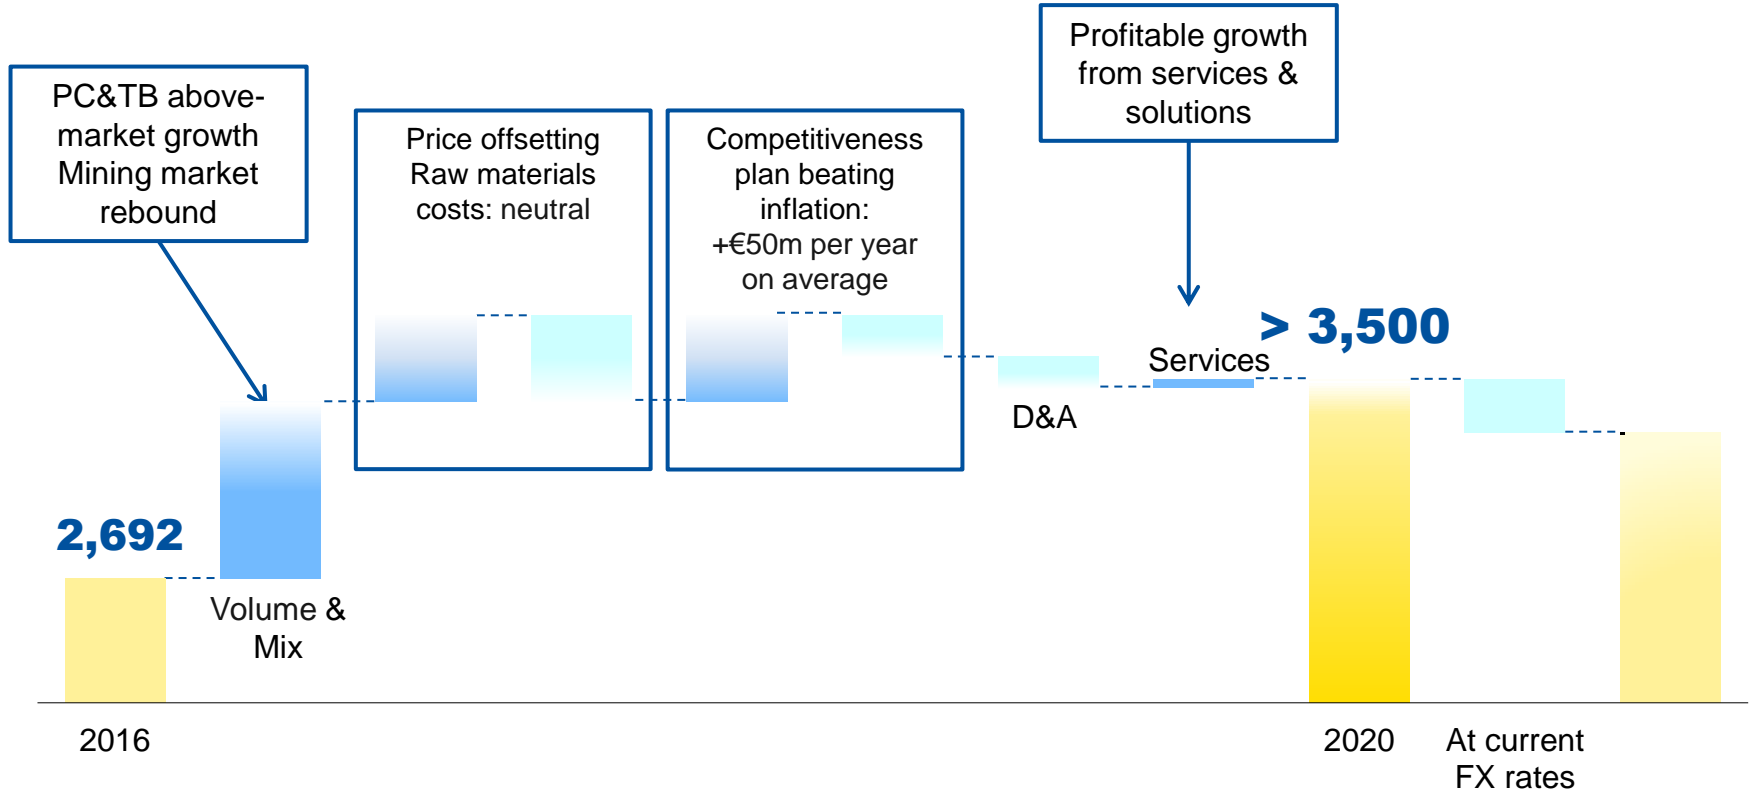 PC&TB above-
market growth
Mining market
rebound
Price offsetting
Raw materials
costs: neutral
Competitiveness
plan beating
inflation:
+€50m per year
on average
Profitable growth
from services &
solutions
2,692
Volume &
Mix
D&A
Services
> 3,500
2016
2020
At current
FX rates